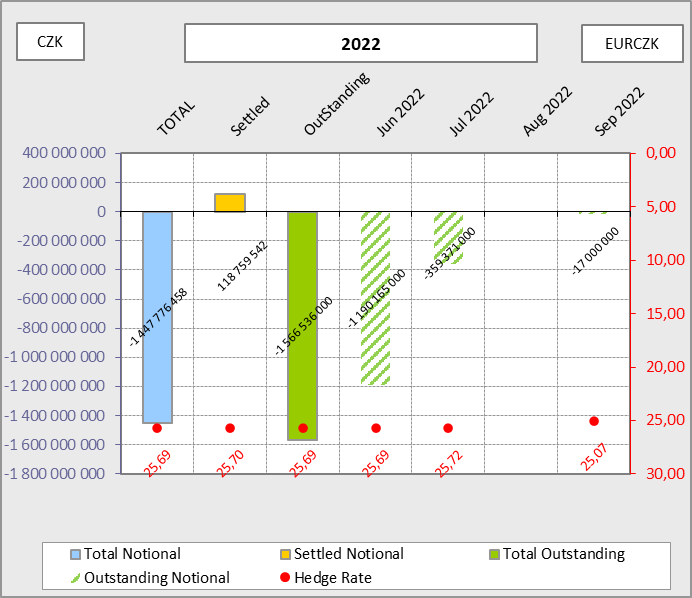 CZK
2022
EURCZK
TOTAL
Settled
OutStanding
Jun 2022
Jul 2022
Aug 2022
Sep 2022
400 000 000
200 000 000
0
-200 000 000
-400 000 000
-600 000 000
-800 000 000
-1 000 000 000
-1 200 000 000
-1 400 000 000
-1 600 000 000
-1 800 000 000
0,00
5,00
10,00
15,00
20,00
25,00
30,00
-1 447 776 458
118 759 542
-1 566 536 000
-1 190 165 000
-359 371 000
-17 000 000
25,69
25,70
25,69
25,69
25,72
25,07
Total Notional
Settled Notional
Total Outstanding
Outstanding Notional
Hedge Rate